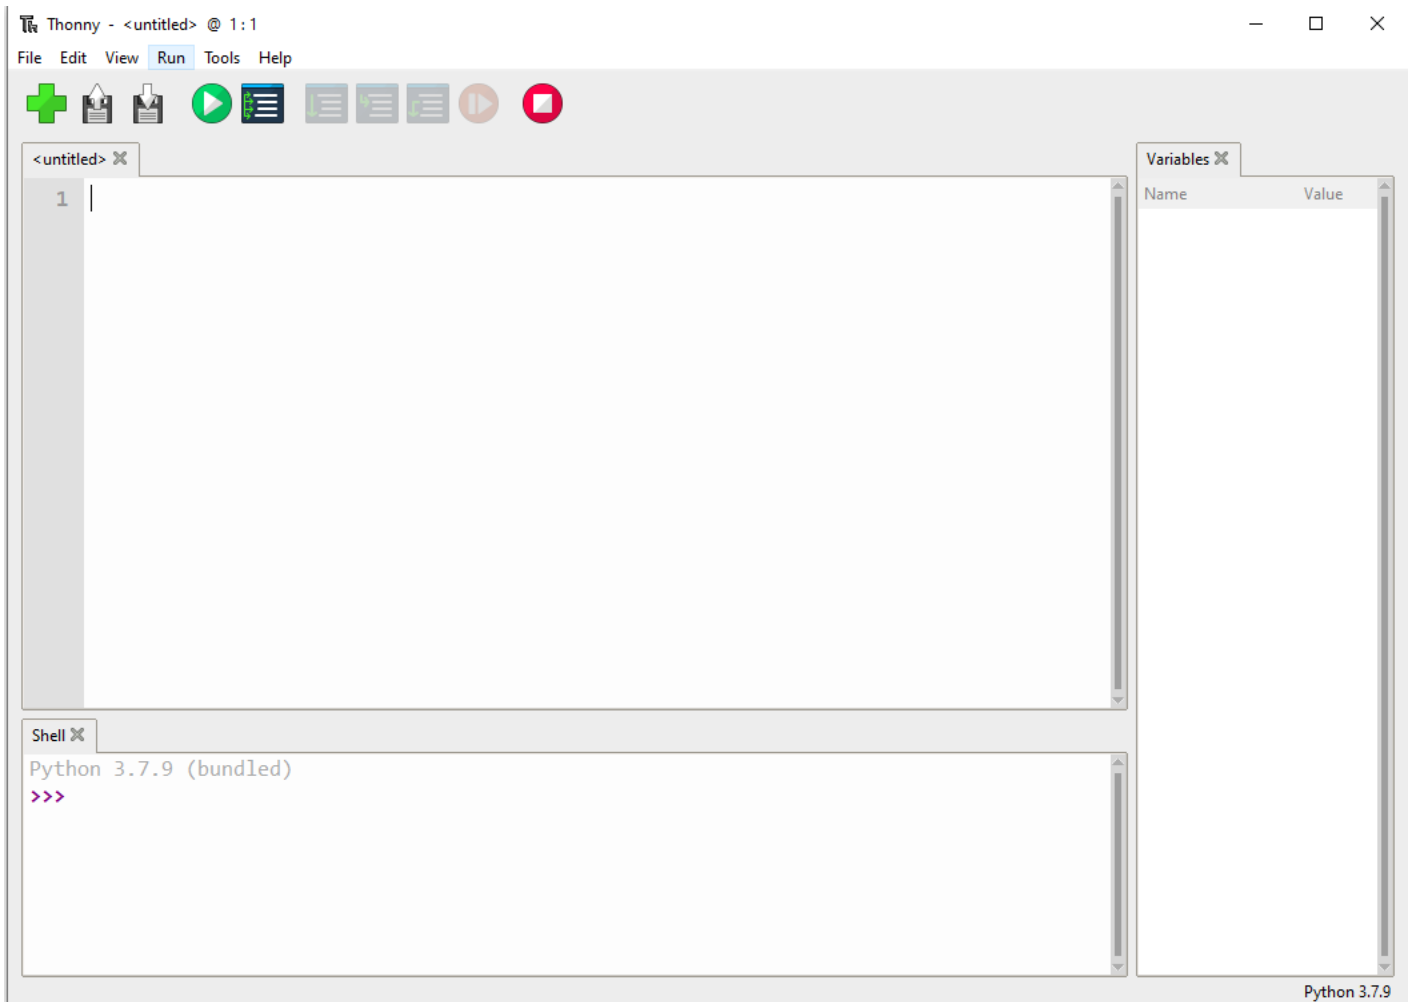 Thonny - <untitled> @ 1:1
File Edit View Run Tools Help
<untitled>
1
Variables
Name Value
Shell
Python 3.7.9 (bundled)
>>>
Python 3.7.9